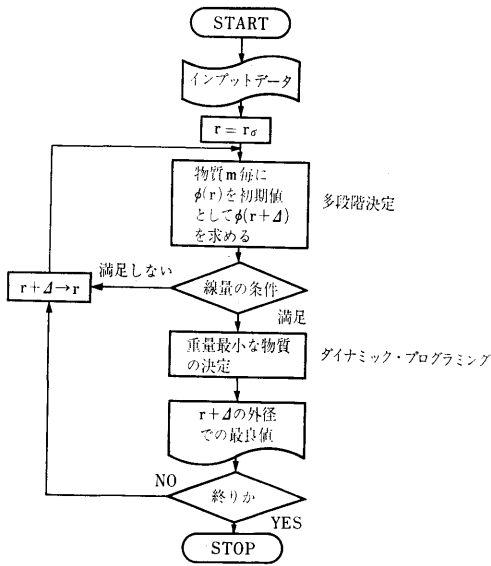 START
インプットデータ
r = rσ
物質m毎に
φ(r)を初期値
としてφ(r+Δ)
を求める
多段階決定
満足しない
r+Δ→r
線量の条件
満足
重量最小な物質
の決定
ダイナミック・プログラミング
r+Δの外径
での最良値
NO
終りか
YES
STOP